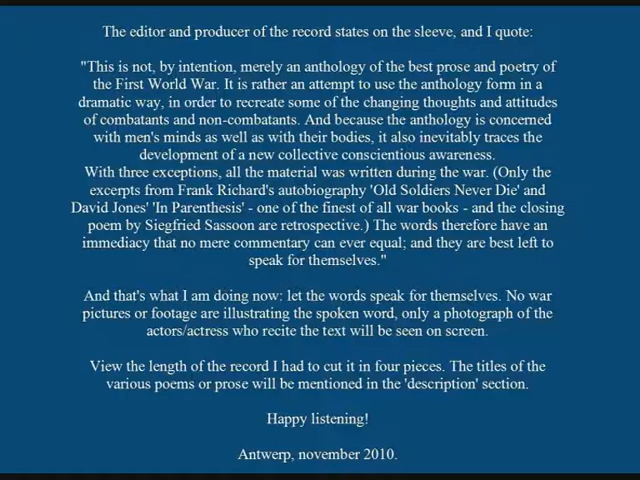 The editor and producer of the record states on the sleeve, and I quote:
"This is not, by intention, merely an anthology of the best prose and poetry of
the First World War. It is rather an attempt to use the anthology form in a
dramatic way, in order to recreate some of the changing thoughts and attitudes
of combatants and non-combatants. And because the anthology is concerned
with men's minds as well as with their bodies, it also inevitably traces the
development of a new collective conscientious awareness.
With three exceptions, all the material was written during the war. (Only the
excerpts from Frank Richard's autobiography 'Old Soldiers Never Die' and
David Jones' 'In Parenthesis' - one of the finest of all war books - and the closing
poem by Siegfried Sassoon are retrospective.) The words therefore have an
immediacy that no mere commentary can ever equal; and they are best left to
speak for themselves."
And that's what I am doing now: let the words speak for themselves. No war
pictures or footage are illustrating the spoken word, only a photograph of the
actors/actress who recite the text will be seen on screen.
View the length of the record I had to cut it in four pieces. The titles of the
various poems or prose will be mentioned in the 'description' section.
Happy listening!
Antwerp, november 2010.